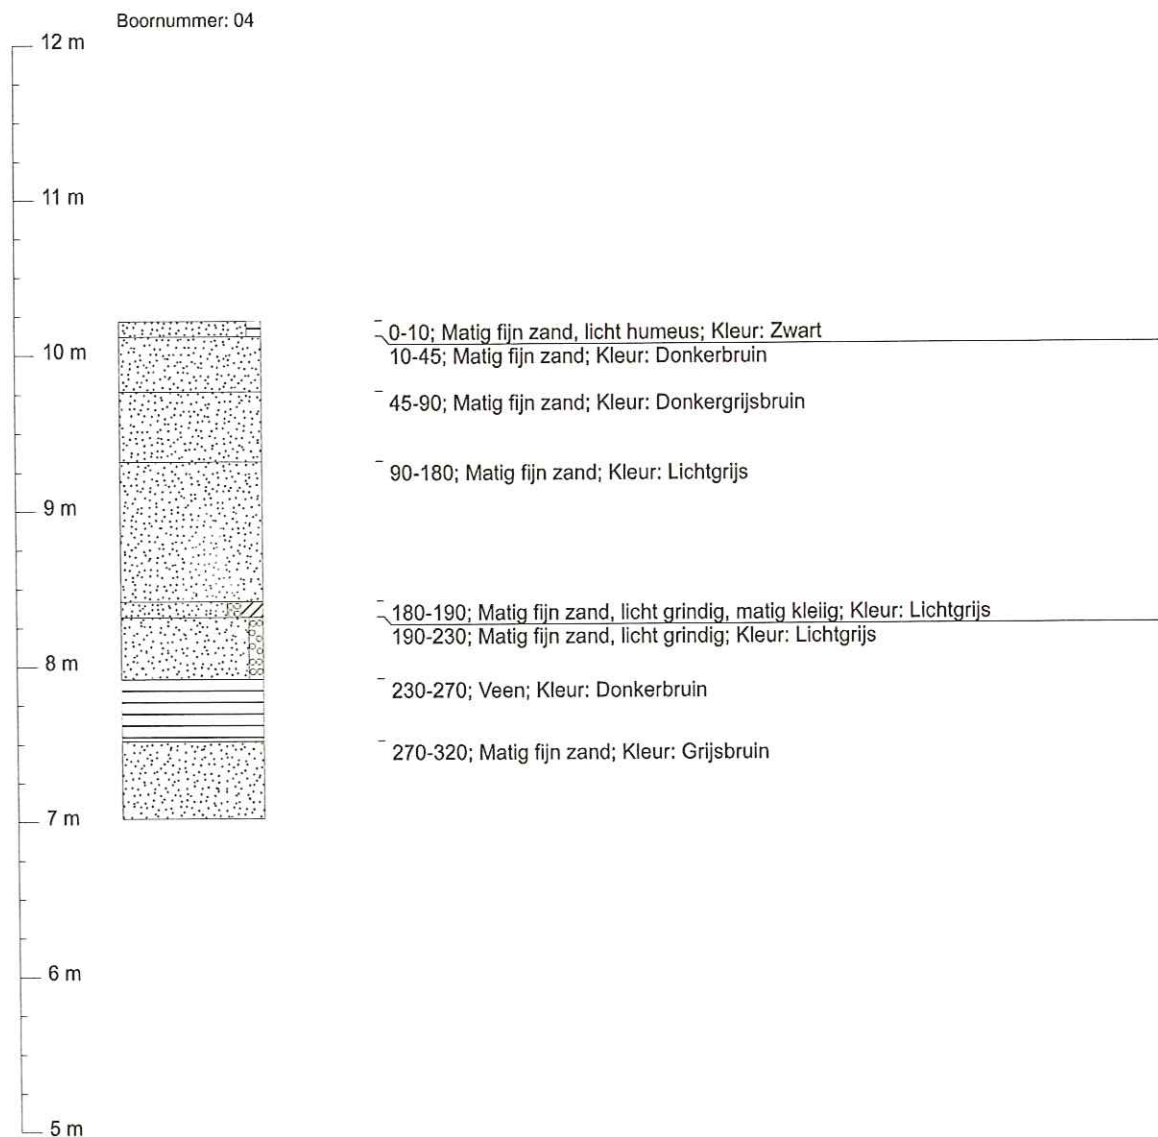 Boornummer: 04
12 m
11 m
0-10; Matig fijn zand, licht humeus; Kleur: Zwart
10 m
10-45; Matig fijn zand; Kleur: Donkerbruin
45-90; Matig fijn zand; Kleur: Donkergrijsbruin
90-180; Matig fijn zand; Kleur: Lichtgrijs
9 m
180-190; Matig fijn zand, licht grindig, matig kleiig; Kleur: Lichtgrijs
190-230; Matig fijn zand, licht grindig; Kleur: Lichtgrijs
8 m
230-270; Veen; Kleur: Donkerbruin
270-320; Matig fijn zand; Kleur: Grijsbruin
7 m
6 m
5 m